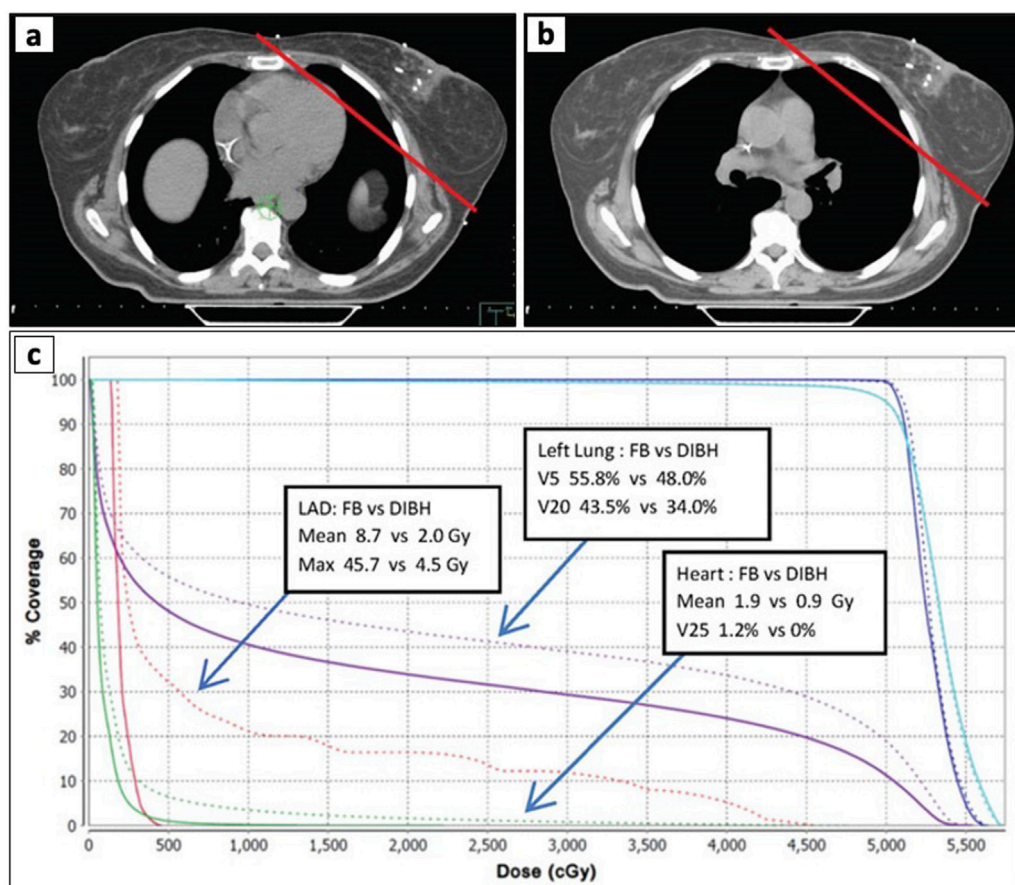 a
b
c
100
90
80
70
60
50
40
30
20
10
0
% Coverage
LAD: FB vs DIBH
Mean 8.7 vs 2.0 Gy
Max 45.7 vs 4.5 Gy
Left Lung : FB vs DIBH
V5 55.8% vs 48.0%
V20 43.5% vs 34.0%
Heart : FB vs DIBH
Mean 1.9 vs 0.9 Gy
V25 1.2% vs 0%
0 500 1,000 1,500 2,000 2,500 3,000 3,500 4,000 4,500 5,000 5,500
Dose (cGy)